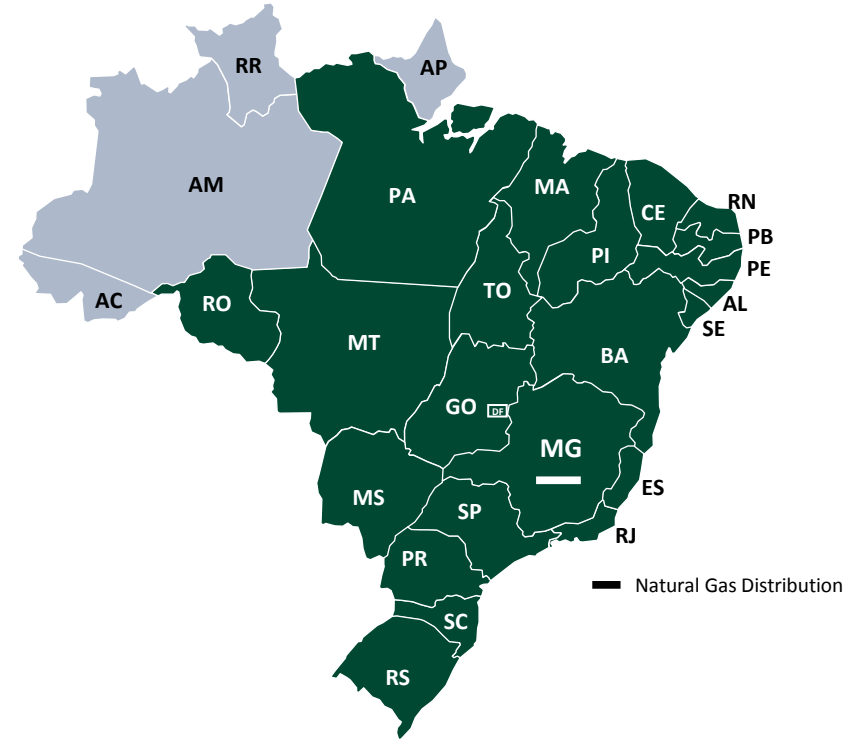 RR
AP
AM
PA
MA
CE
RN
PB
PI
PE
AC
RO
TO
AL
SE
MT
BA
GO
DF
MG
MS
ES
SP
RJ
PR
Natural Gas Distribution
SC
RS